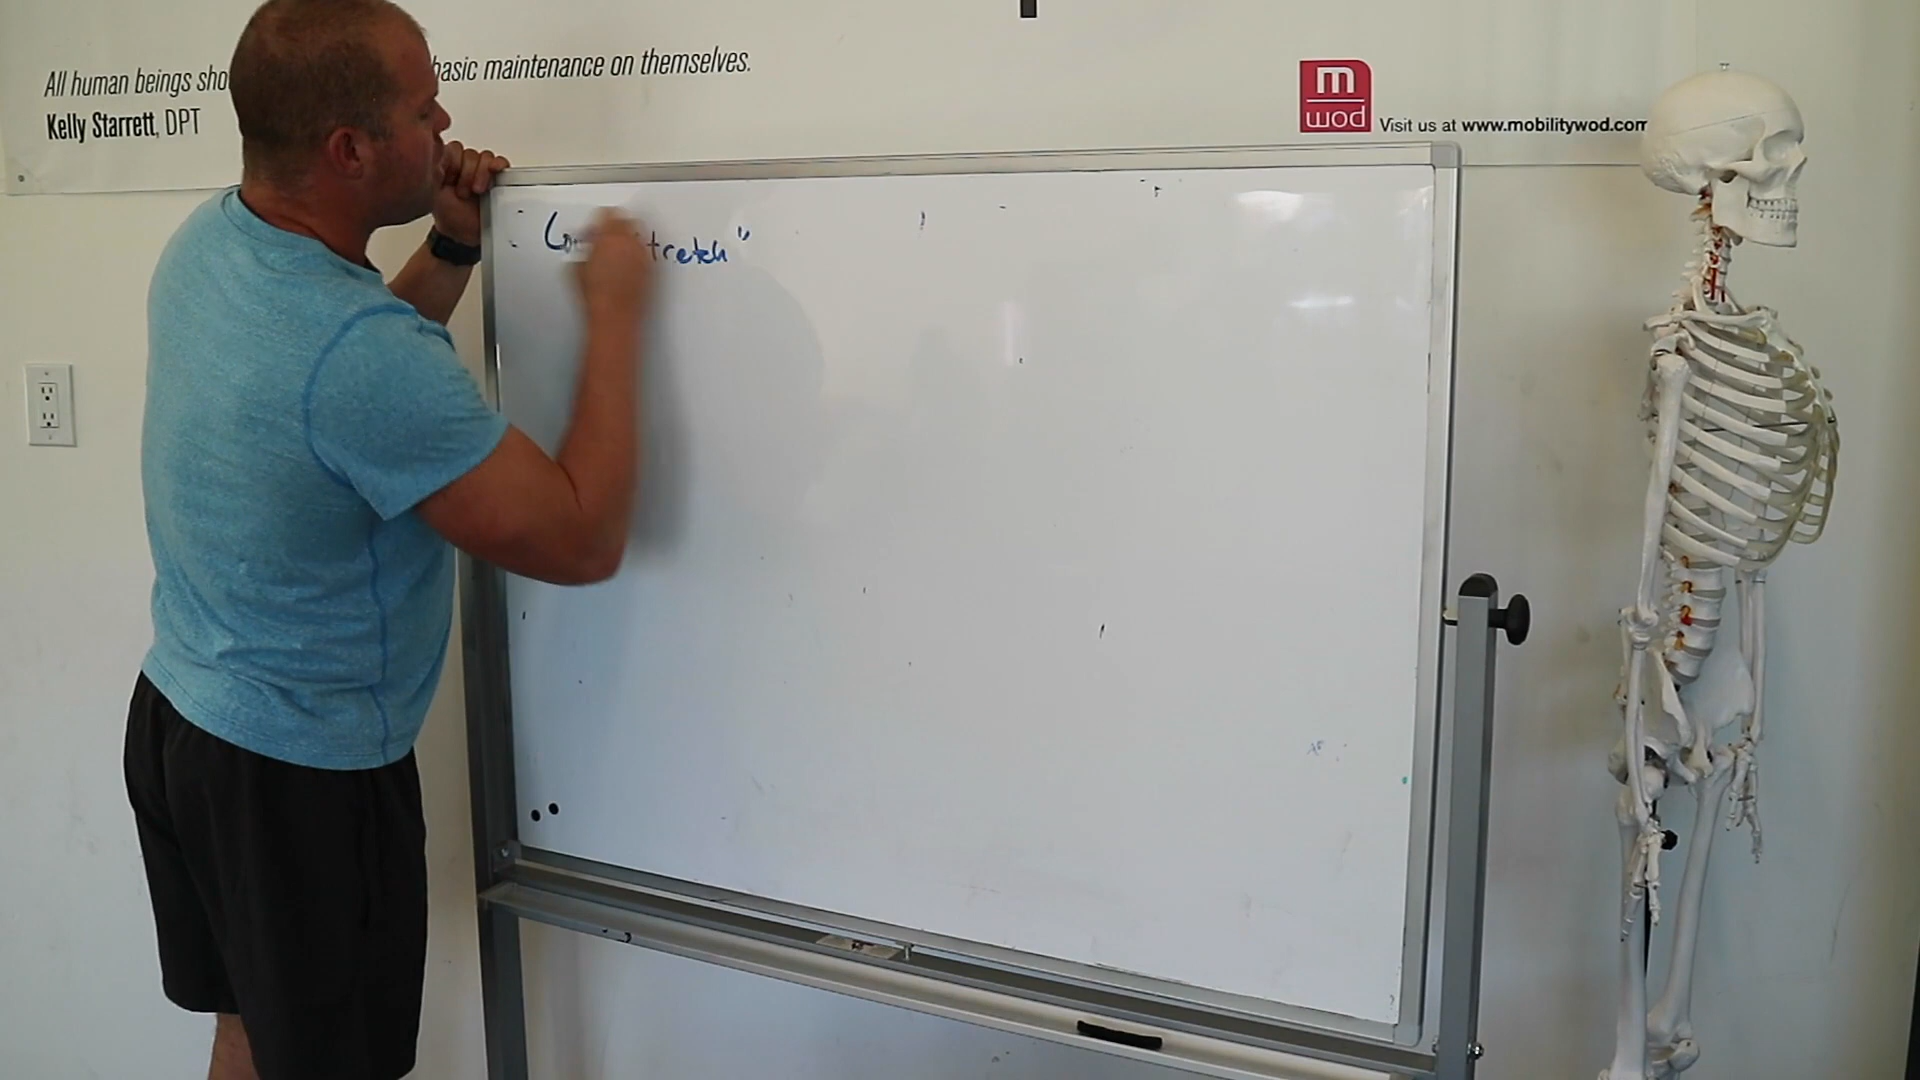 All human beings sho basic maintenance on themselves.
Kelly Starrett, DPT
m
wod
Visit us at www.mobilitywod.com
tretch"